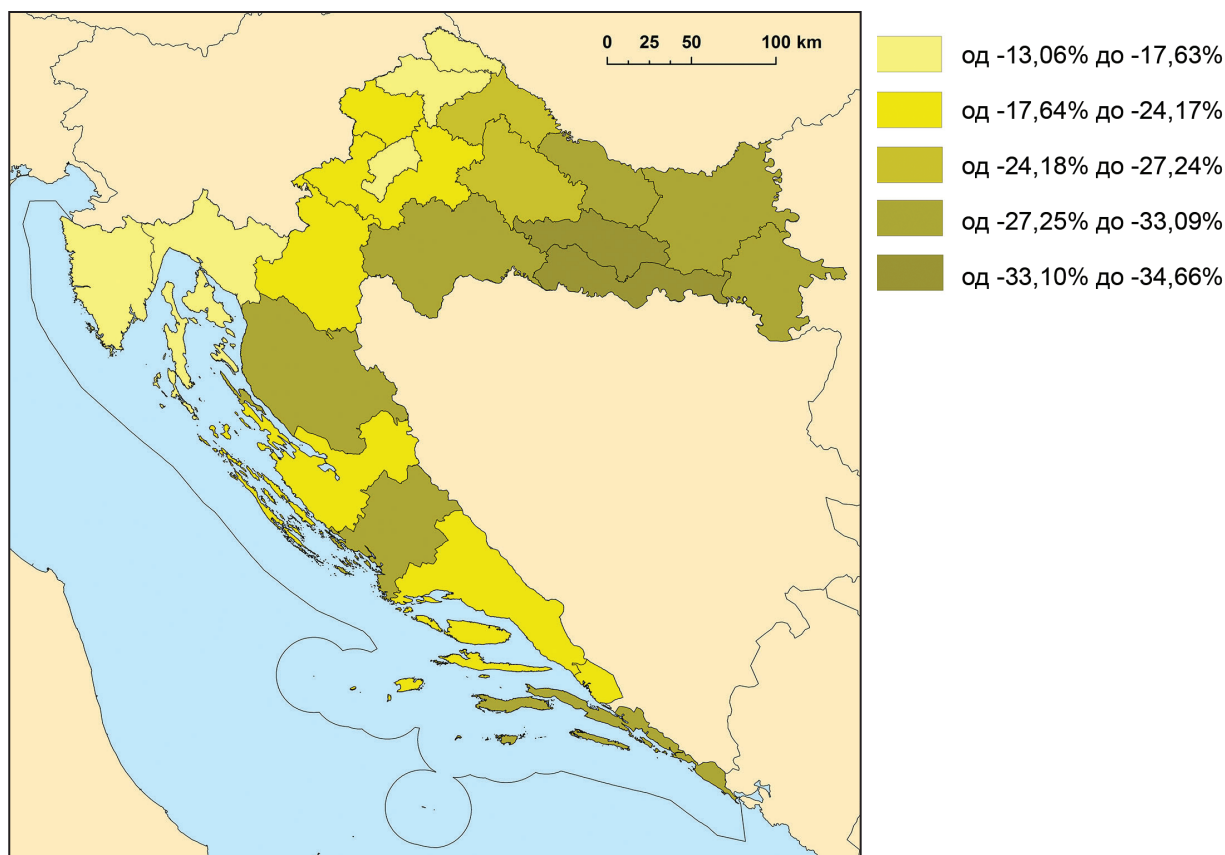 0 25 50 100 km
од -13,06% до -17,63%
од -17,64% до -24,17%
од -24,18% до -27,24%
од -27,25% до -33,09%
од -33,10% до -34,66%